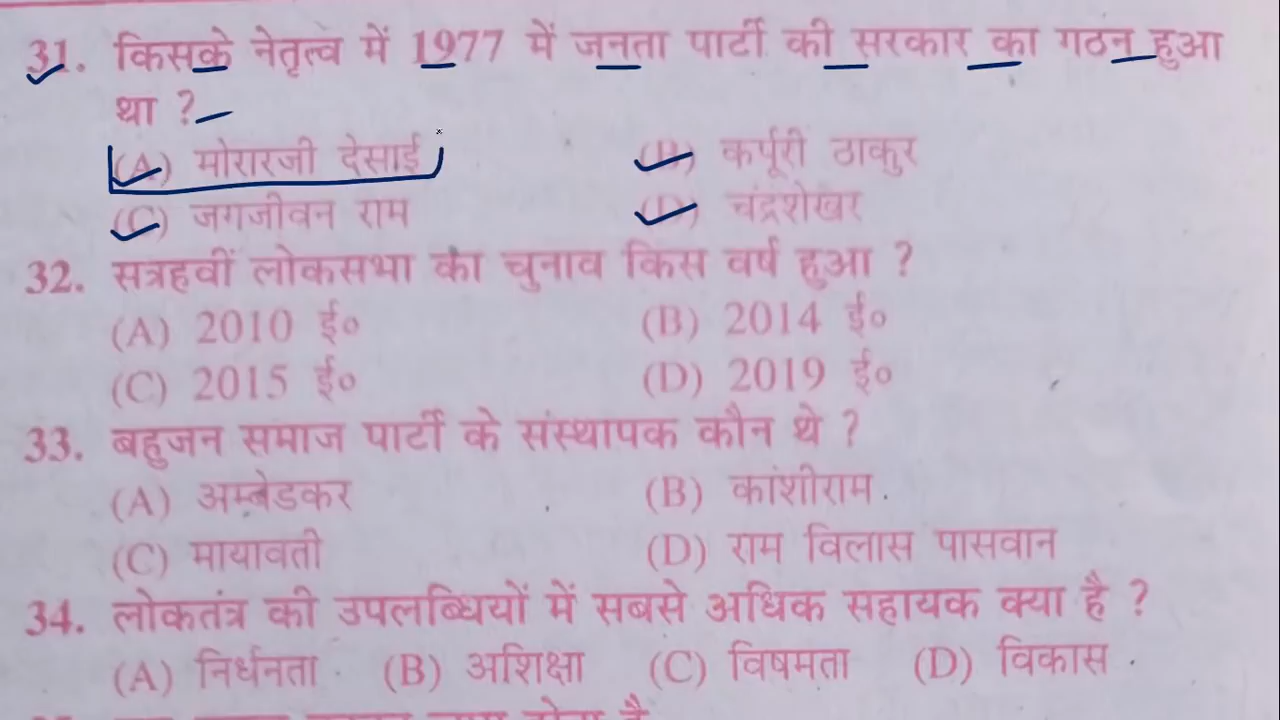 31. किसके नेतृत्व में 1977 में जनता पार्टी की सरकार का गठन हुआ
था ?
(A) मोरारजी देसाई (B) कर्पूरी ठाकुर
(C) जगजीवन राम (D) चंद्रशेखर
32. सत्रहवीं लोकसभा का चुनाव किस वर्ष हुआ ?
(A) 2010 ई० (B) 2014 ई०
(C) 2015 ई० (D) 2019 ई०
33. बहुजन समाज पार्टी के संस्थापक कौन थे ?
(A) अम्बेडकर (B) कांशीराम
(C) मायावती (D) राम विलास पासवान
34. लोकतंत्र की उपलब्धियों में सबसे अधिक सहायक क्या है ?
(A) निर्धनता (B) अशिक्षा (C) विषमता (D) विकास